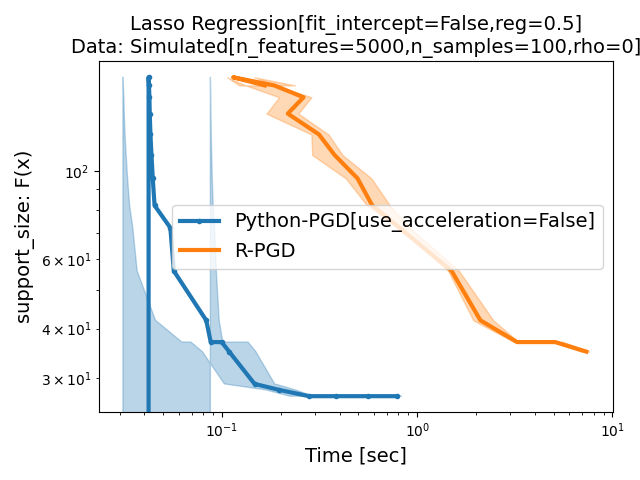 Lasso Regression[fit_intercept=False,reg=0.5]
Data: Simulated[n_features=5000,n_samples=100,rho=0]
support_size: F(x)
10²
6 × 10¹
4 × 10¹
3 × 10¹
Python-PGD[use_acceleration=False]
R-PGD
10⁻¹ 10⁰ 10¹
Time [sec]